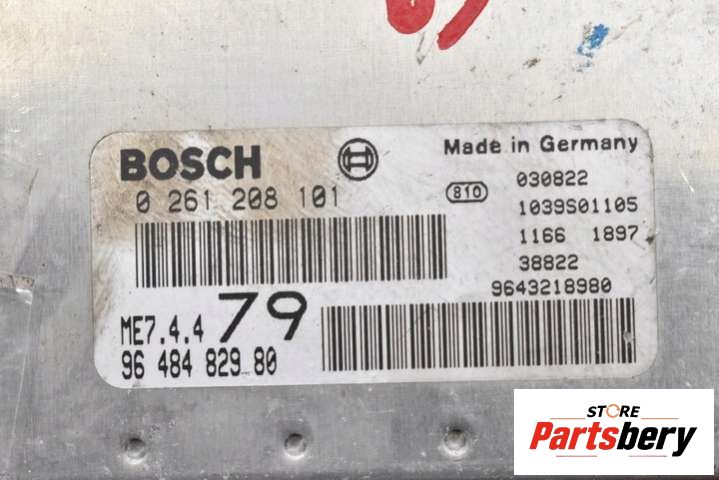 BOSCH
Made in Germany
0 261 208 101
810
030822
1039S01105
1166 1897
38822
9643218980
ME7.4.4 79
96 484 829 80
STORE
Partsbery